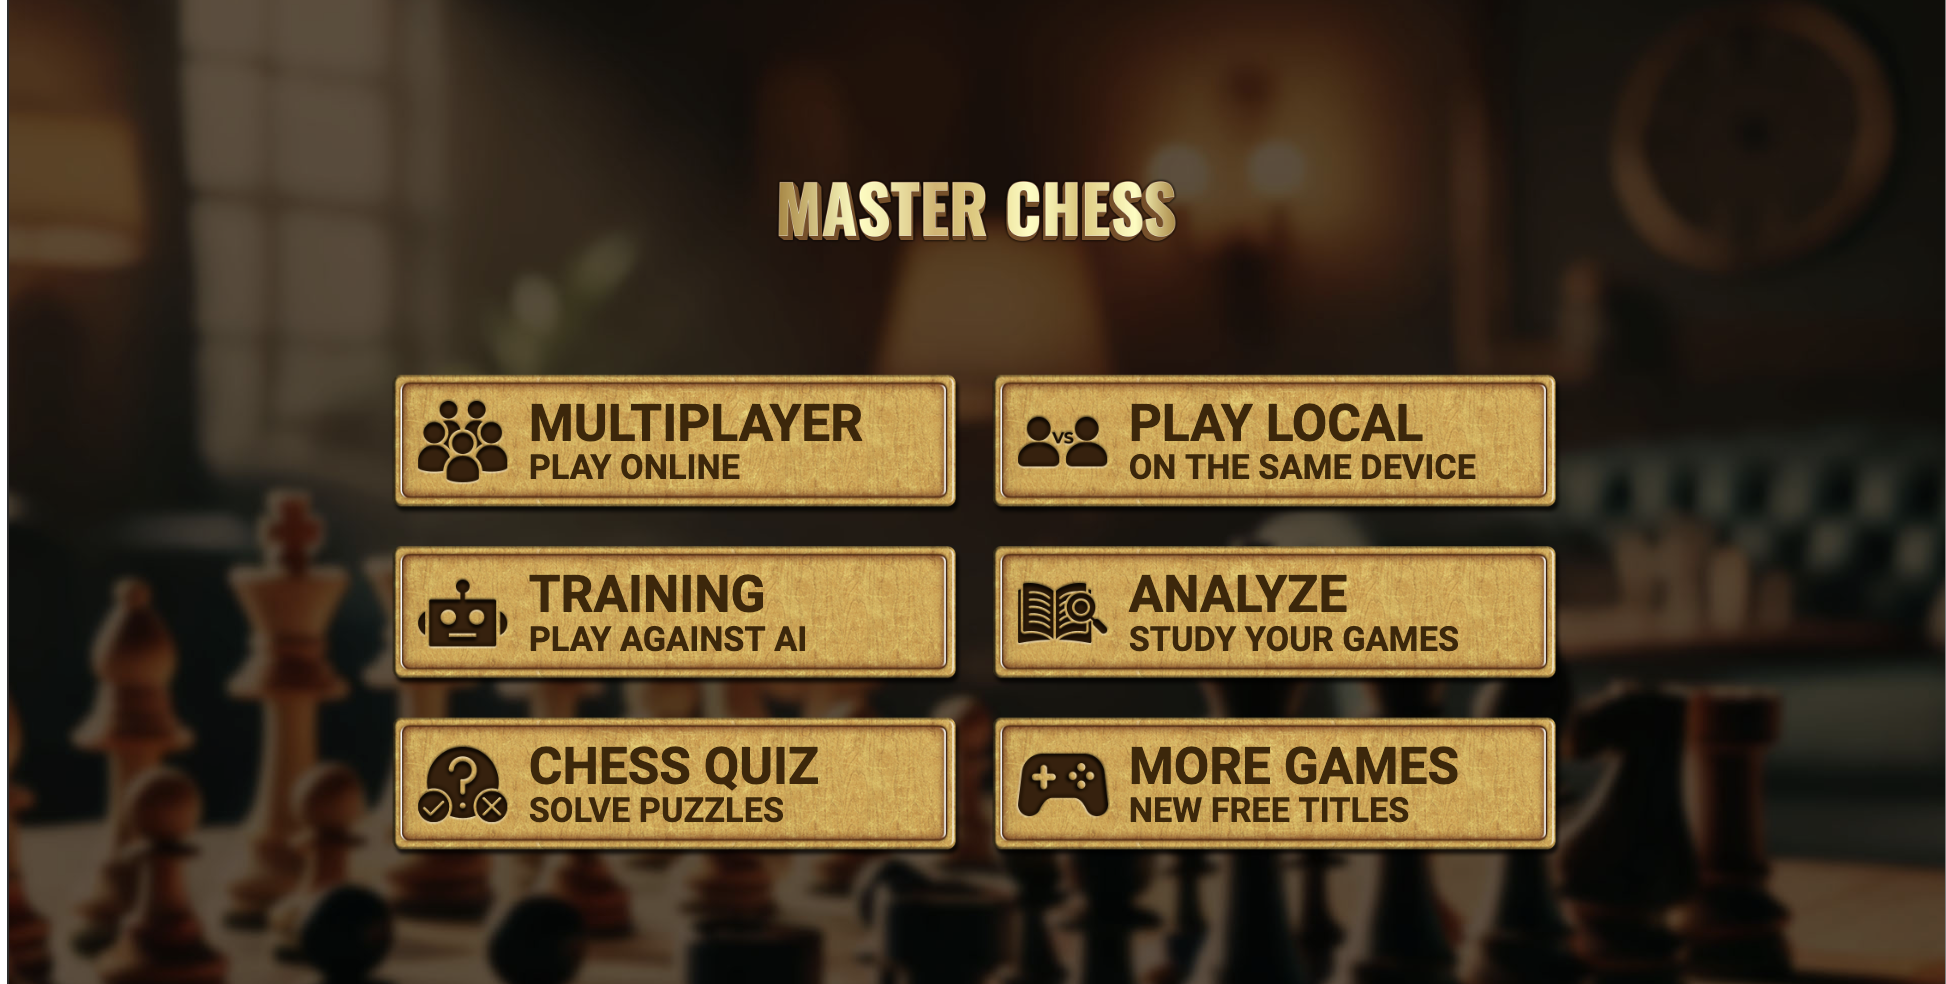 MASTER CHESS
MULTIPLAYER
PLAY ONLINE
VS
PLAY LOCAL
ON THE SAME DEVICE
TRAINING
PLAY AGAINST AI
ANALYZE
STUDY YOUR GAMES
CHESS QUIZ
SOLVE PUZZLES
MORE GAMES
NEW FREE TITLES